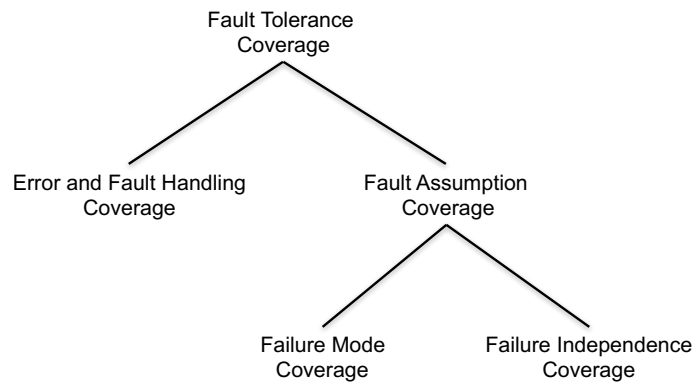 Fault Tolerance
Coverage
Error and Fault Handling
Coverage
Fault Assumption
Coverage
Failure Mode
Coverage
Failure Independence
Coverage